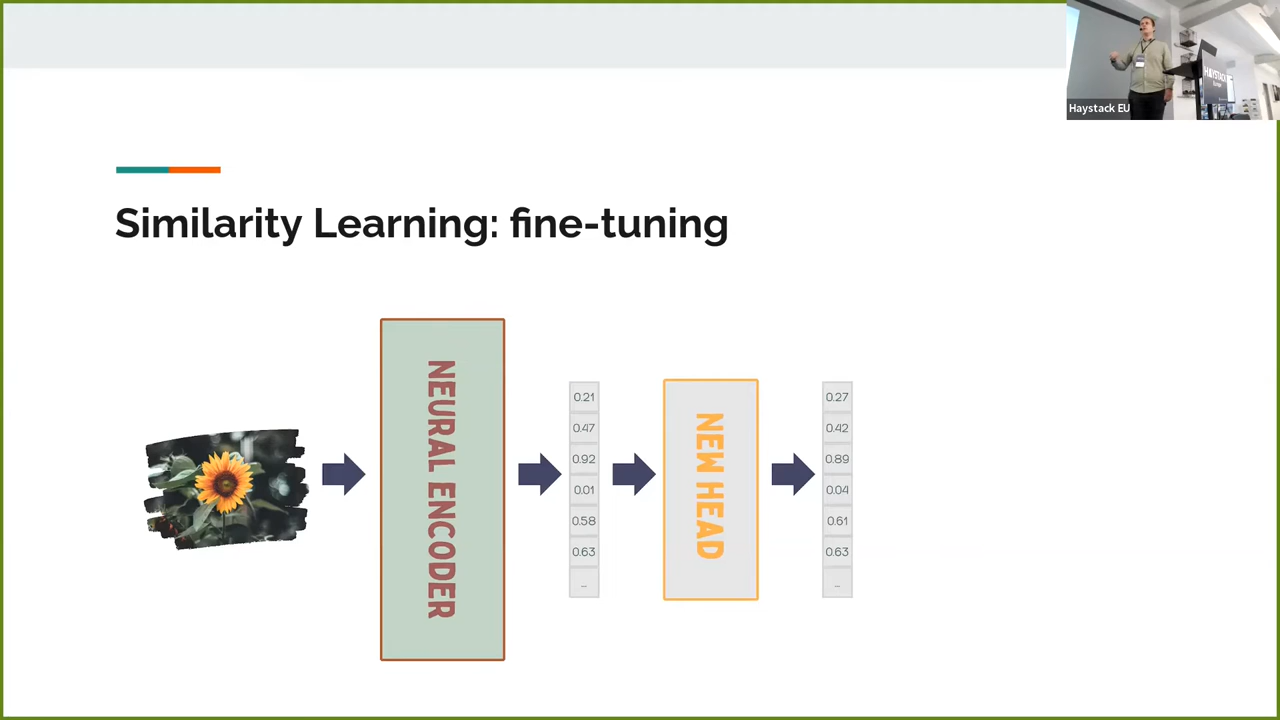 Haystack EU
HAYSTACK
Similarity Learning: fine-tuning
NEURAL ENCODER
0.21
0.47
0.92
0.01
0.58
0.63
...
NEW HEAD
0.27
0.42
0.89
0.04
0.61
0.63
...